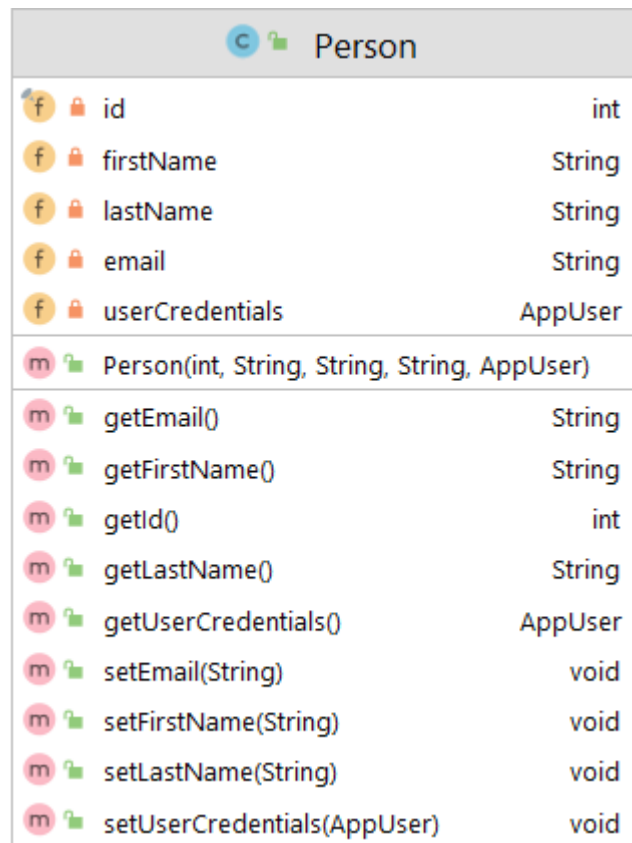 C Person
f id int
f firstName String
f lastName String
f email String
f userCredentials AppUser
m Person(int, String, String, String, AppUser)
m getEmail() String
m getFirstName() String
m getId() int
m getLastName() String
m getUserCredentials() AppUser
m setEmail(String) void
m setFirstName(String) void
m setLastName(String) void
m setUserCredentials(AppUser) void